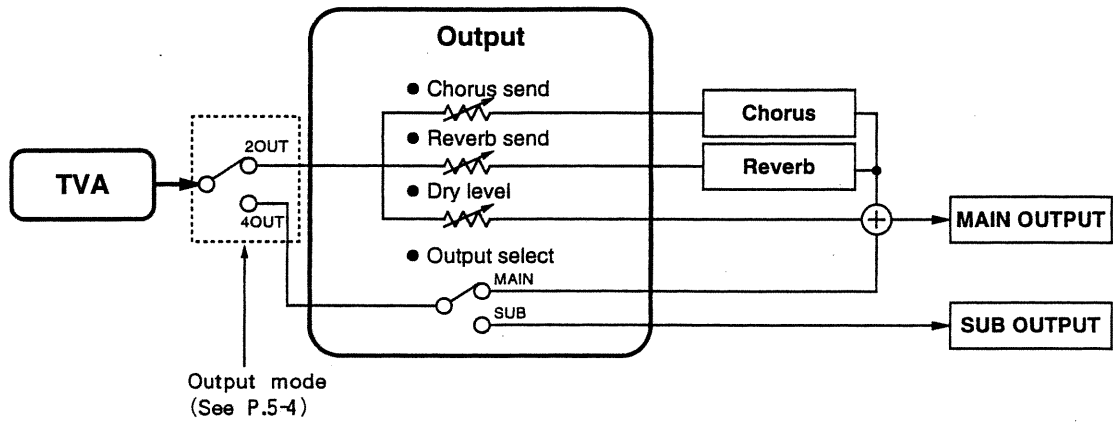 Output
● Chorus send
Chorus
2OUT
● Reverb send
Reverb
TVA
● Dry level
4OUT
MAIN OUTPUT
● Output select
MAIN
SUB
SUB OUTPUT
Output mode
(See P.5-4)